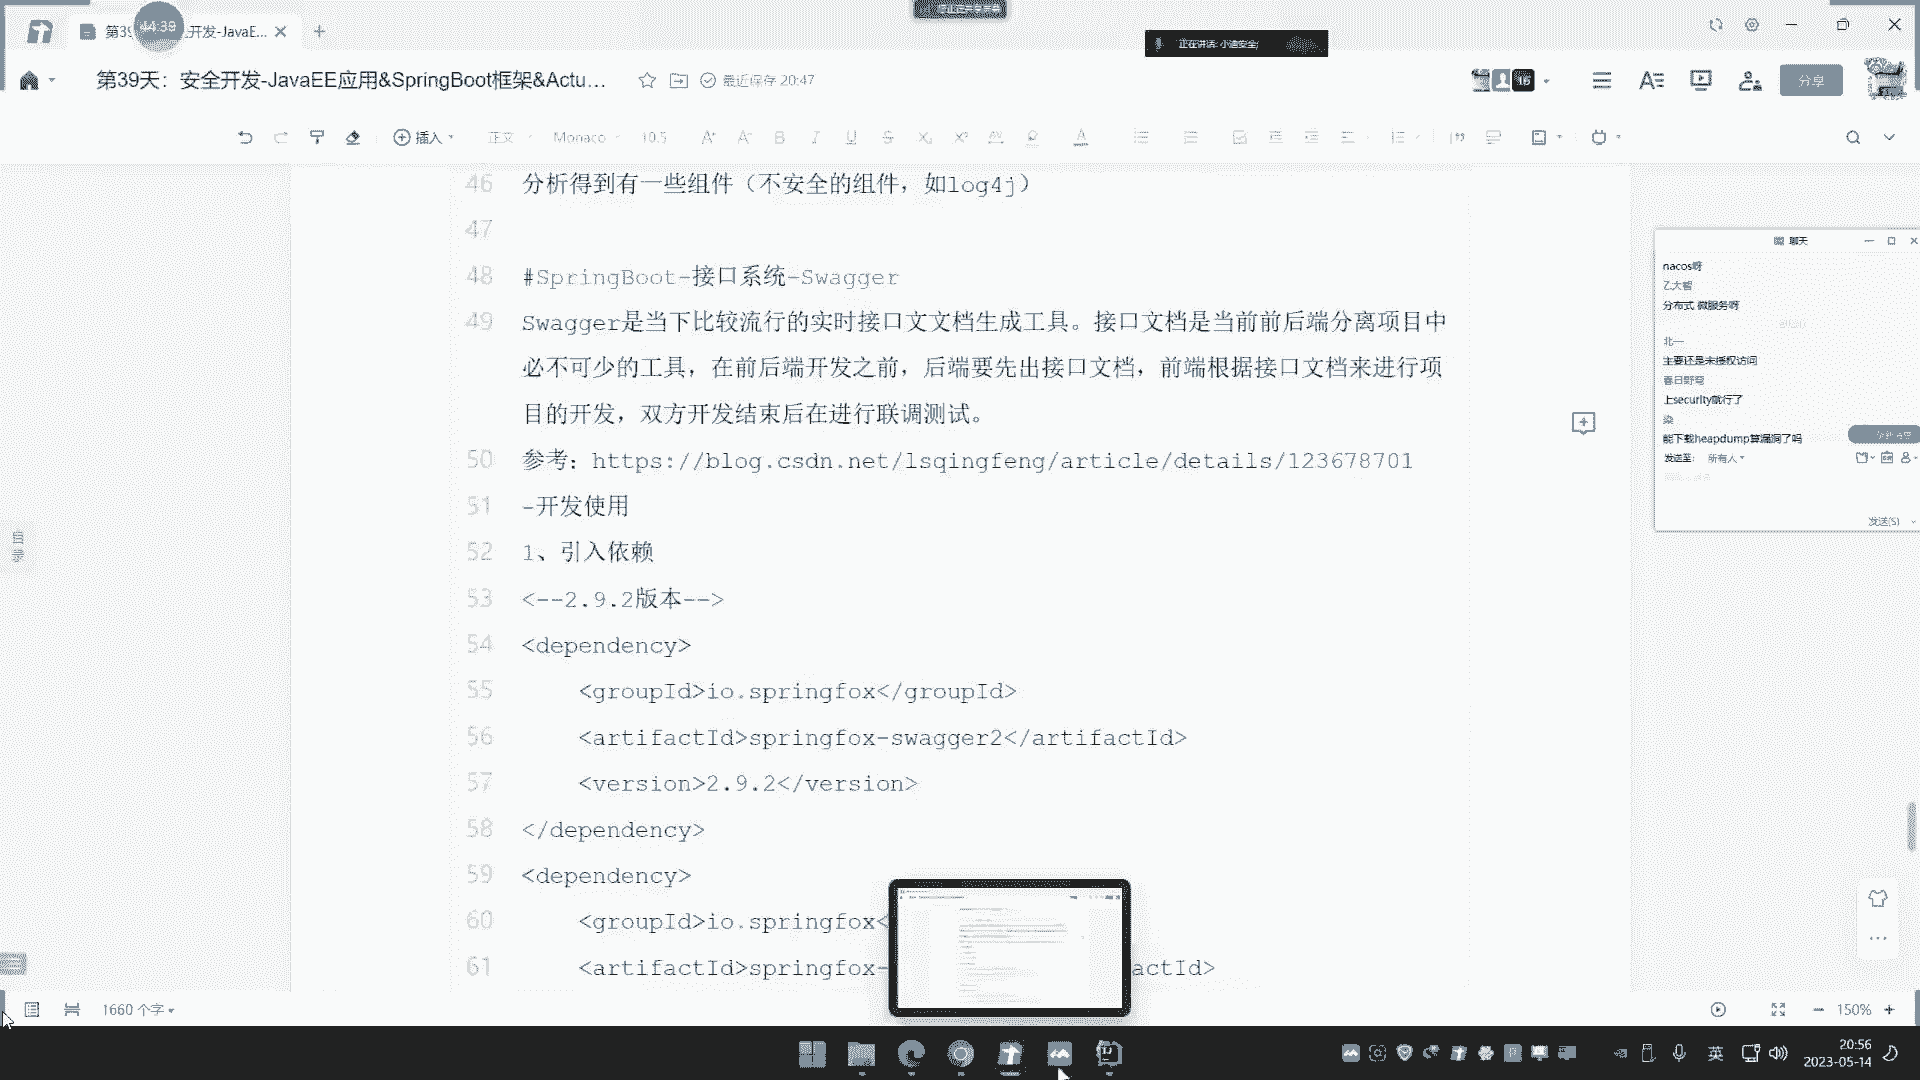 第39
44:39
开发-JavaE...
正在讲话: 小迪安全;
第39天：安全开发-JavaEE应用&SpringBoot框架&Actu...
最近保存 20:47
16
分享
插入
正文
Monaco
10.5
46 分析得到有一些组件（不安全的组件，如log4j）
47
48 #SpringBoot-接口系统-Swagger
49 Swagger是当下比较流行的实时接口文文档生成工具。接口文档是当前前后端分离项目中
必不可少的工具，在前后端开发之前，后端要先出接口文档，前端根据接口文档来进行项
目的开发，双方开发结束后在进行联调测试。
50 参考：https://blog.csdn.net/lsqingfeng/article/details/123678701
51 -开发使用
52 1、引入依赖
53 <--2.9.2版本-->
54 <dependency>
55 <groupId>io.springfox</groupId>
56 <artifactId>springfox-swagger2</artifactId>
57 <version>2.9.2</version>
58 </dependency>
59 <dependency>
60 <groupId>io.springfox<
61 <artifactId>springfox- actId>
聊天
nacos呀
乙大智
分布式 微服务呀
北一
主要还是未授权访问
春日野穹
上security就行了
染
能下载heapdump算漏洞了吗
发送至: 所有人
发送(S)
目录
1660 个字
150%
英
20:56
2023-05-14